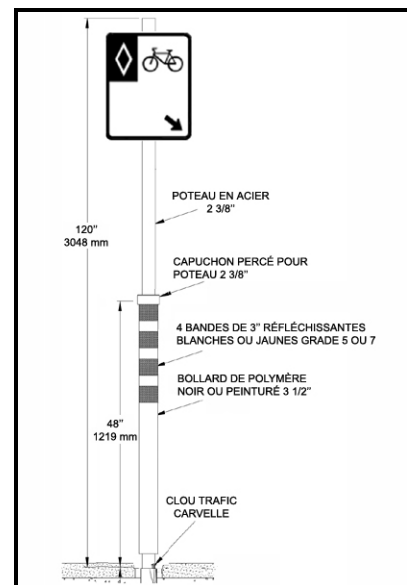 POTEAU EN ACIER
2 3/8"
120"
3048 mm
CAPUCHON PERCÉ POUR
POTEAU 2 3/8"
4 BANDES DE 3" RÉFLÉCHISSANTES
BLANCHES OU JAUNES GRADE 5 OU 7
BOLLARD DE POLYMÈRE
NOIR OU PEINTURÉ 3 1/2"
48"
1219 mm
CLOU TRAFIC
CARVELLE